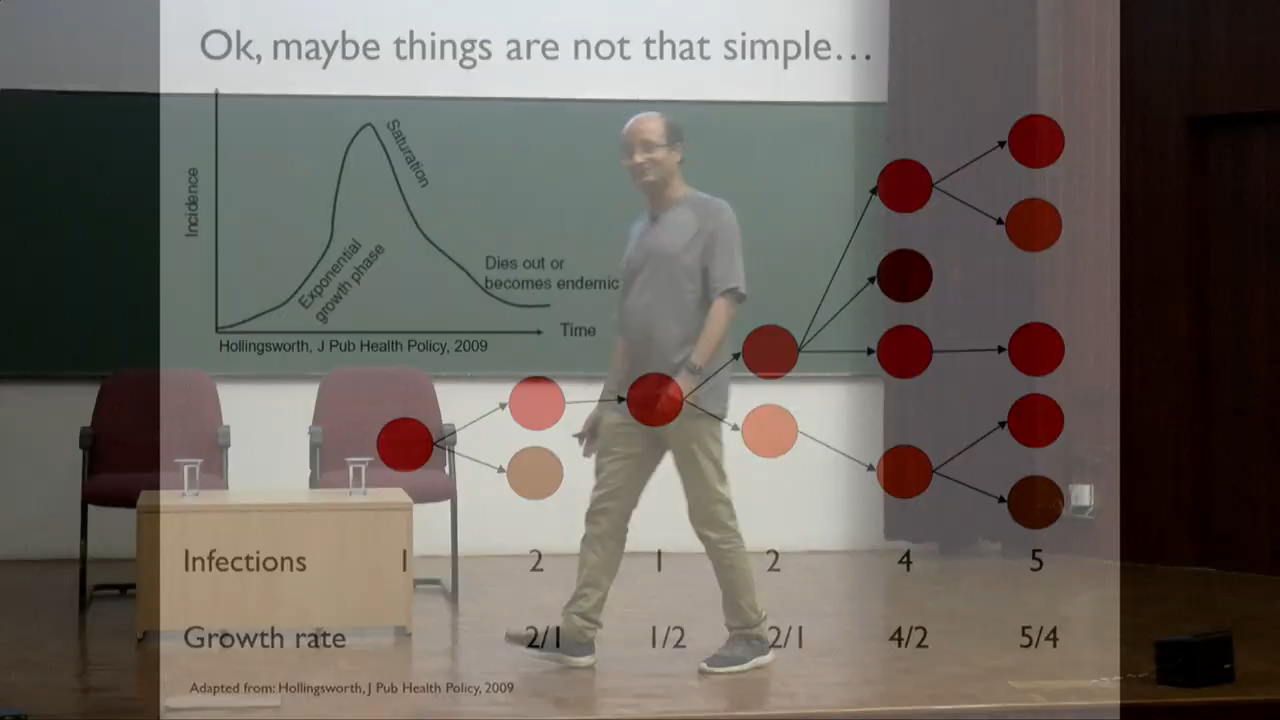 Ok, maybe things are not that simple…
Incidence
Exponential
growth phase
Saturation
Dies out or
becomes endemic
Time
Hollingsworth, J Pub Health Policy, 2009
Infections 1 2 1 2 4 5
Growth rate 2/1 1/2 2/1 4/2 5/4
Adapted from: Hollingsworth, J Pub Health Policy, 2009